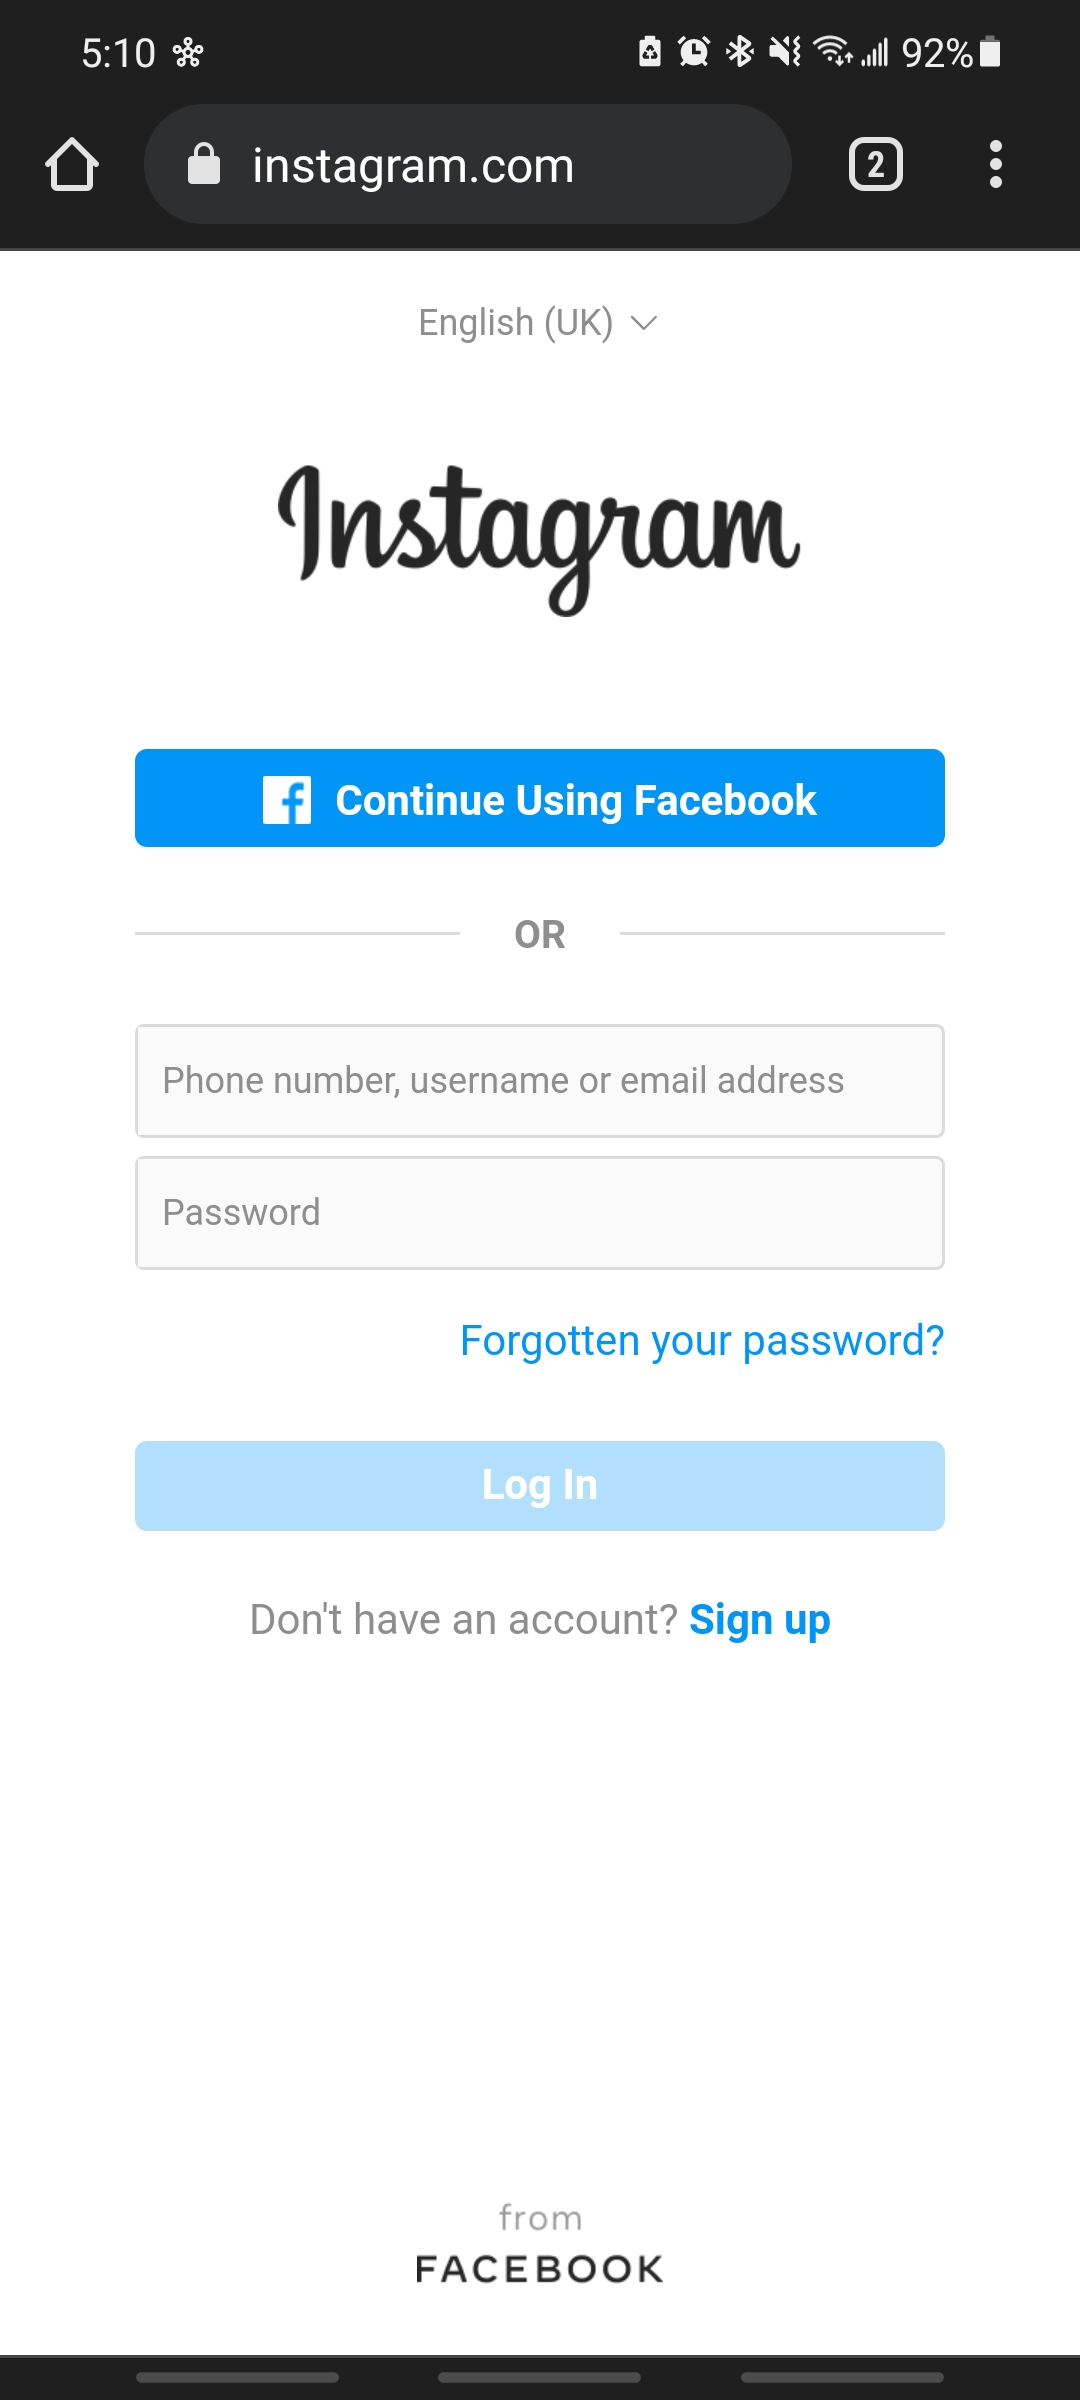 5:10 92%
instagram.com 2
English (UK)
Instagram
Continue Using Facebook
OR
Phone number, username or email address
Password
Forgotten your password?
Log In
Don't have an account? Sign up
from
FACEBOOK